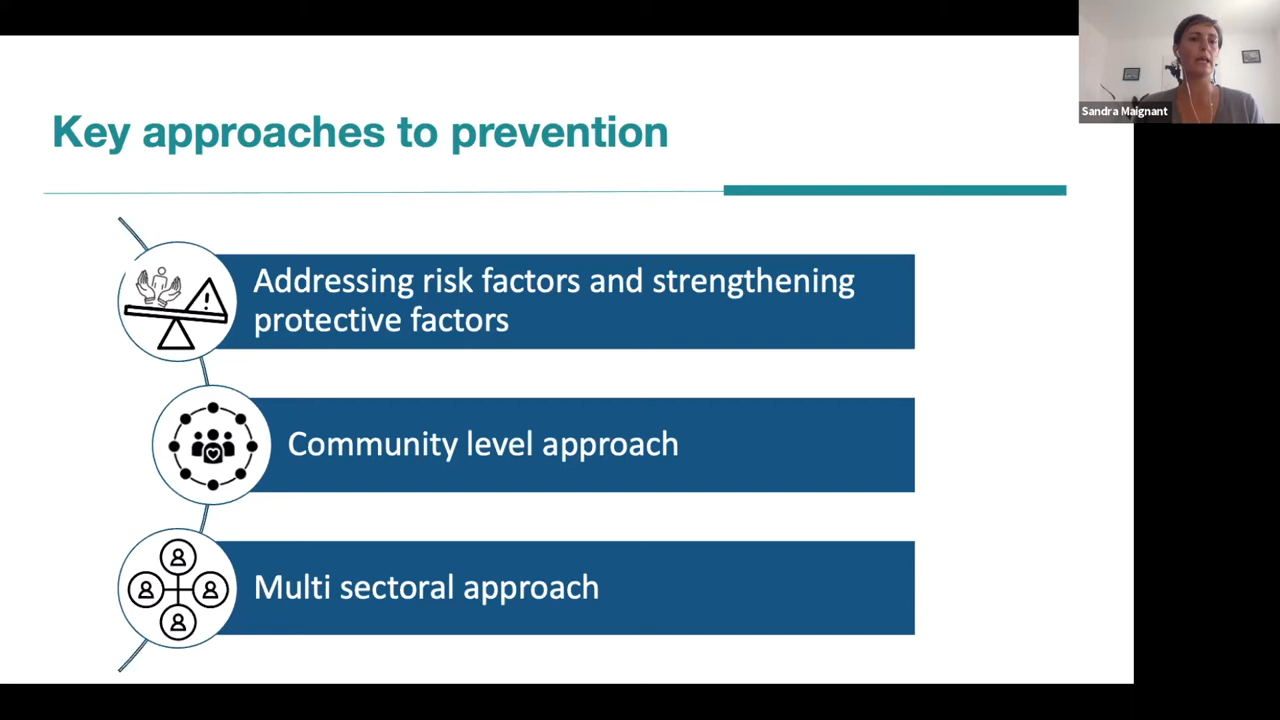 Sandra Maignant
Key approaches to prevention
Addressing risk factors and strengthening
protective factors
Community level approach
Multi sectoral approach